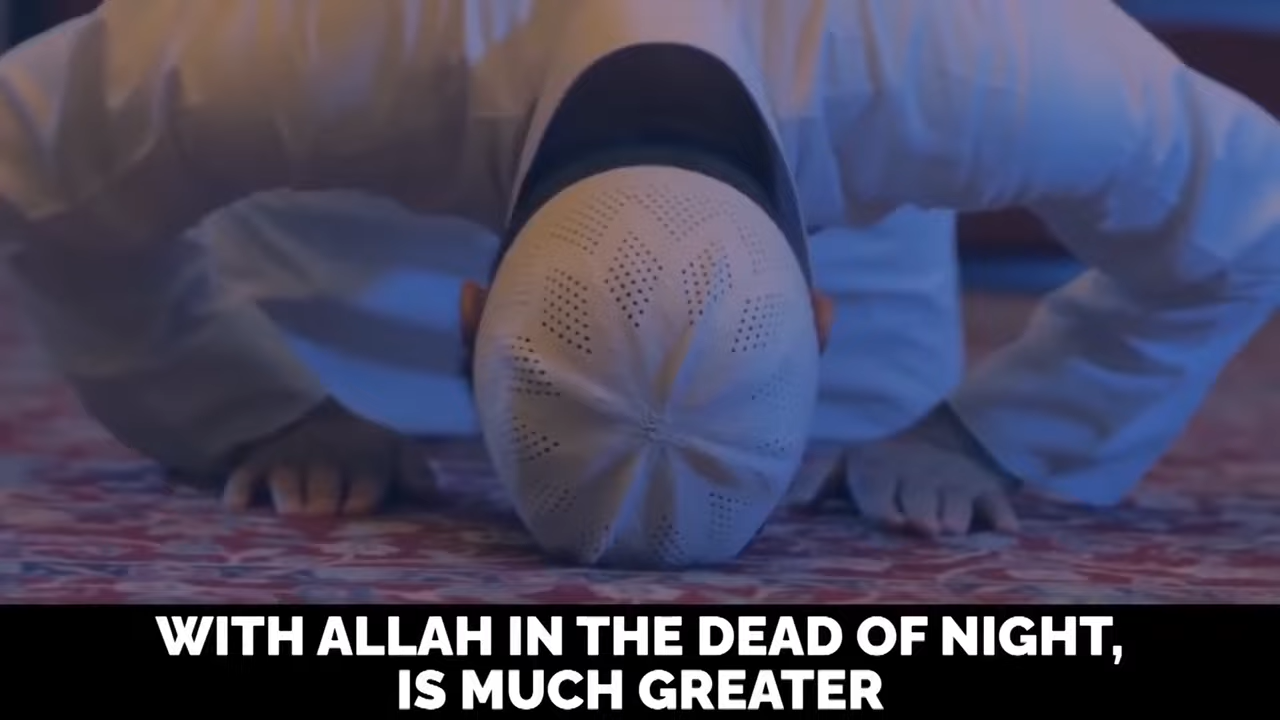 WITH ALLAH IN THE DEAD OF NIGHT,
IS MUCH GREATER